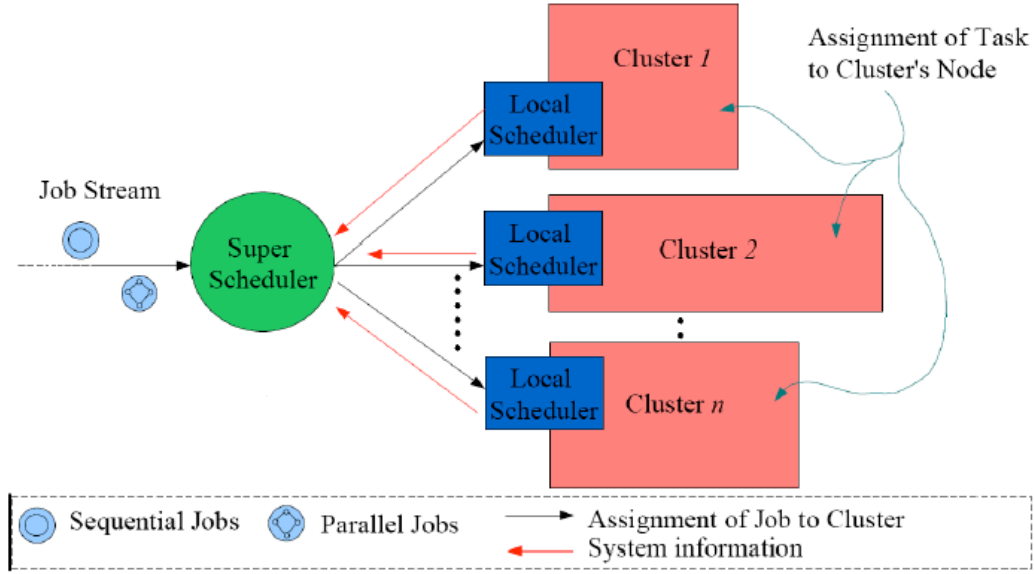 Cluster 1
Assignment of Task
to Cluster's Node
Local
Scheduler
Job Stream
Super
Scheduler
Local
Scheduler
Cluster 2
Local
Scheduler
Cluster n
Sequential Jobs
Parallel Jobs
Assignment of Job to Cluster
System information